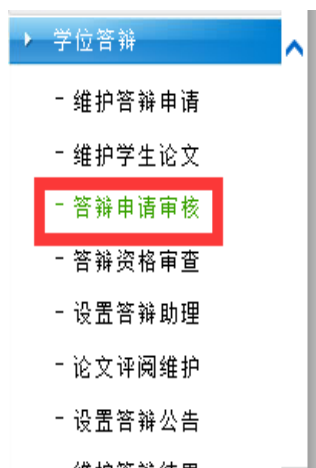 学位答辩
- 维护答辩申请
- 维护学生论文
- 答辩申请审核
- 答辩资格审查
- 设置答辩助理
- 论文评阅维护
- 设置答辩公告